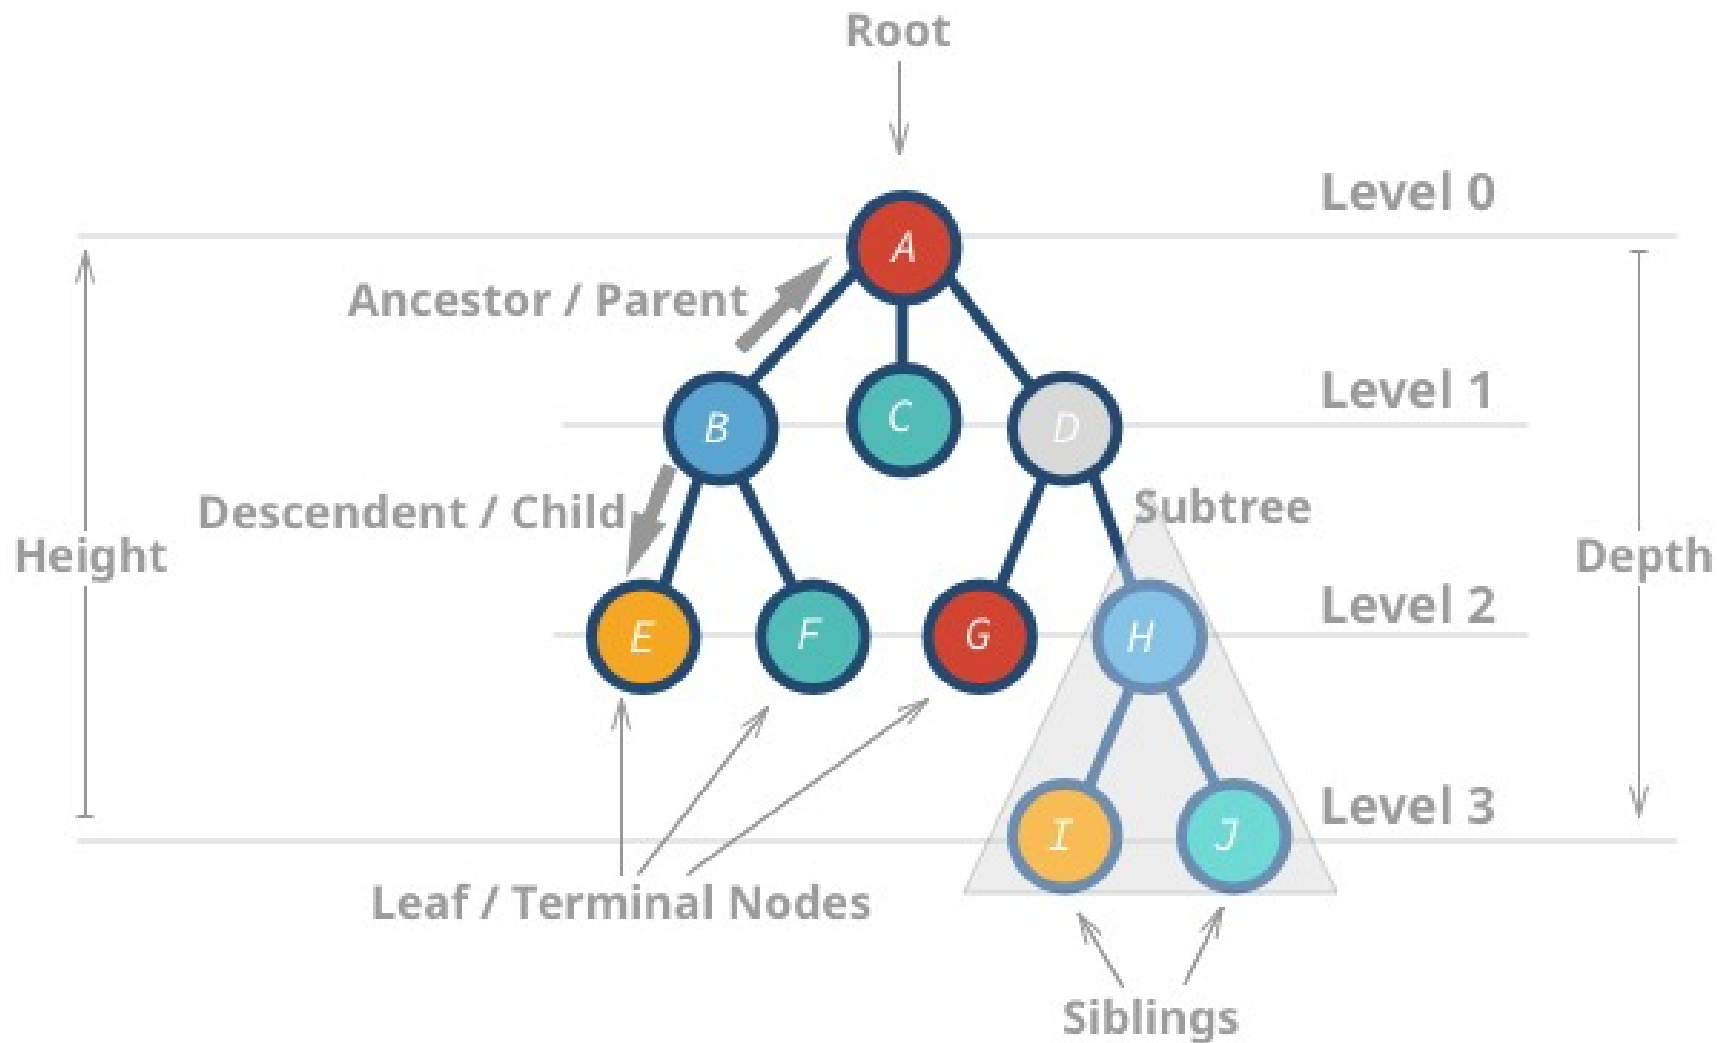 Root
Level 0
A
Ancestor / Parent
Level 1
B
C
D
Descendent / Child
Subtree
Height
Depth
Level 2
E
F
G
H
Level 3
I
J
Leaf / Terminal Nodes
Siblings